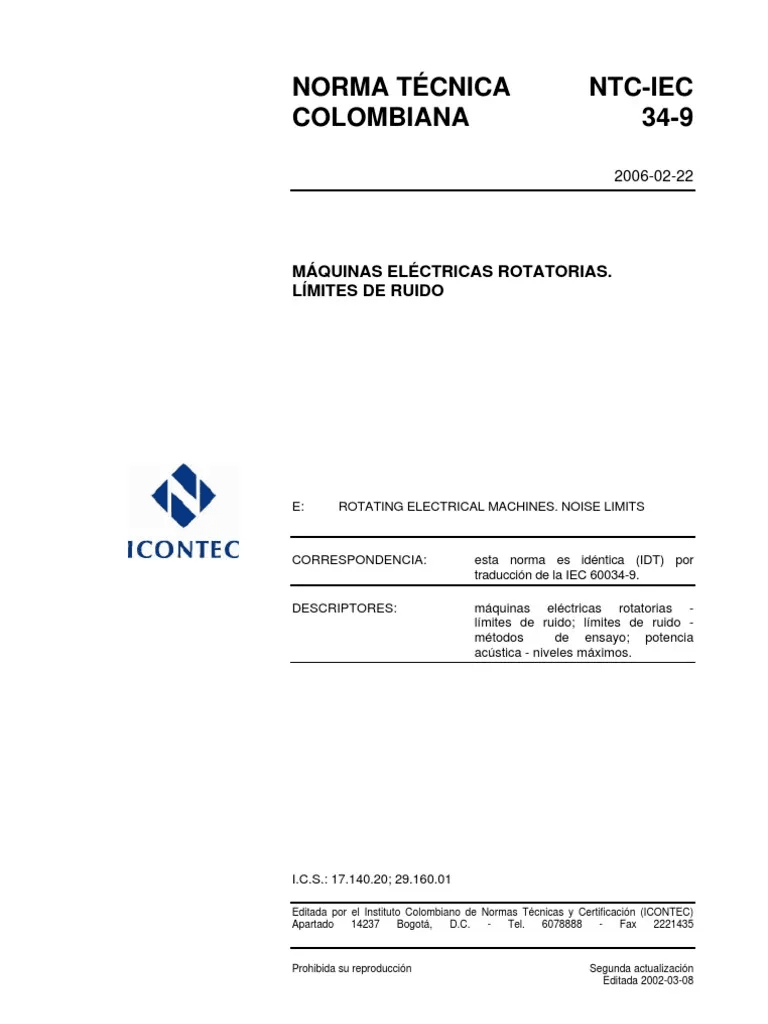 NORMA TÉCNICA NTC-IEC
COLOMBIANA 34-9
2006-02-22
MÁQUINAS ELÉCTRICAS ROTATORIAS.
LÍMITES DE RUIDO
ICONTEC
E: ROTATING ELECTRICAL MACHINES. NOISE LIMITS
CORRESPONDENCIA: esta norma es idéntica (IDT) por
traducción de la IEC 60034-9.
DESCRIPTORES: máquinas eléctricas rotatorias -
límites de ruido; límites de ruido -
métodos de ensayo; potencia
acústica - niveles máximos.
I.C.S.: 17.140.20; 29.160.01
Editada por el Instituto Colombiano de Normas Técnicas y Certificación (ICONTEC)
Apartado 14237 Bogotá, D.C. - Tel. 6078888 - Fax 2221435
Prohibida su reproducción Segunda actualización
Editada 2002-03-08